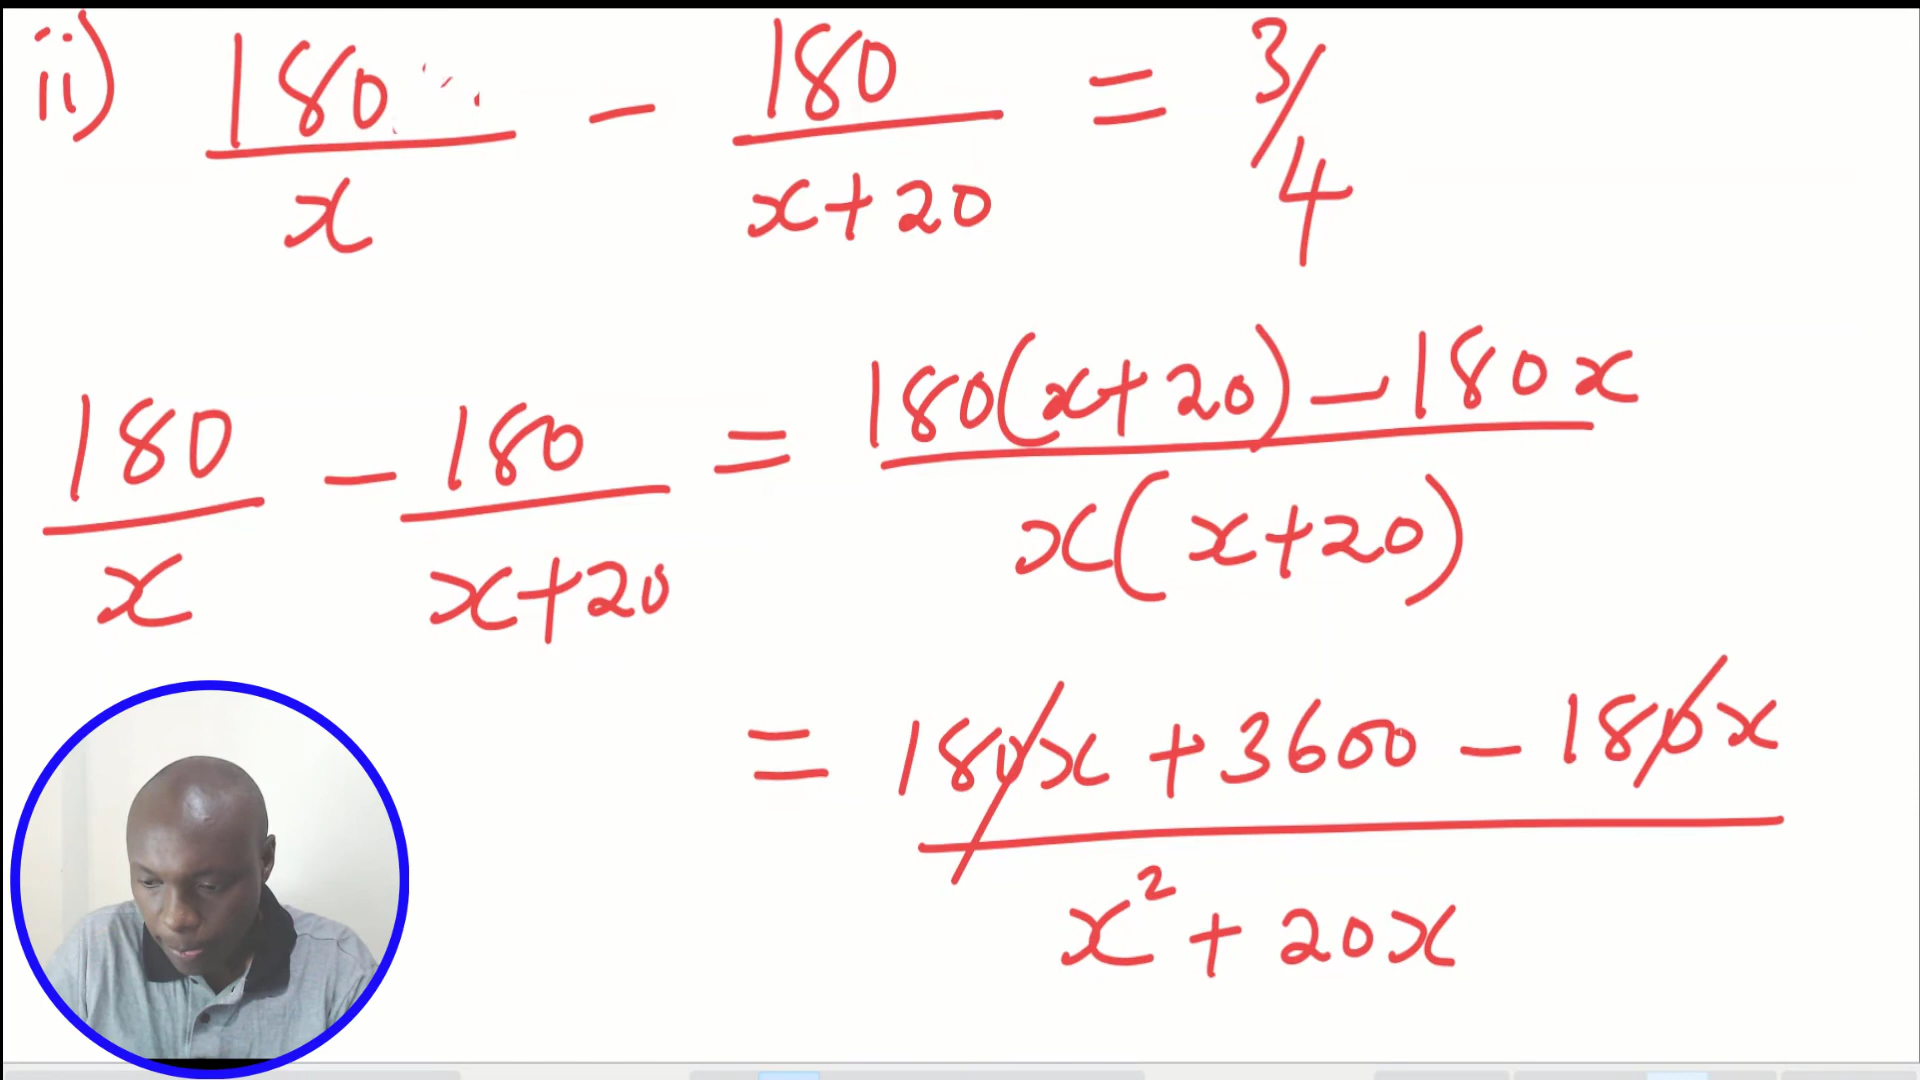 ii) 180/x - 180/(x+20) = 3/4
180/x - 180/(x+20) = (180(x+20) - 180x)/(x(x+20))
= (180x + 3600 - 180x)/(x² + 20x)